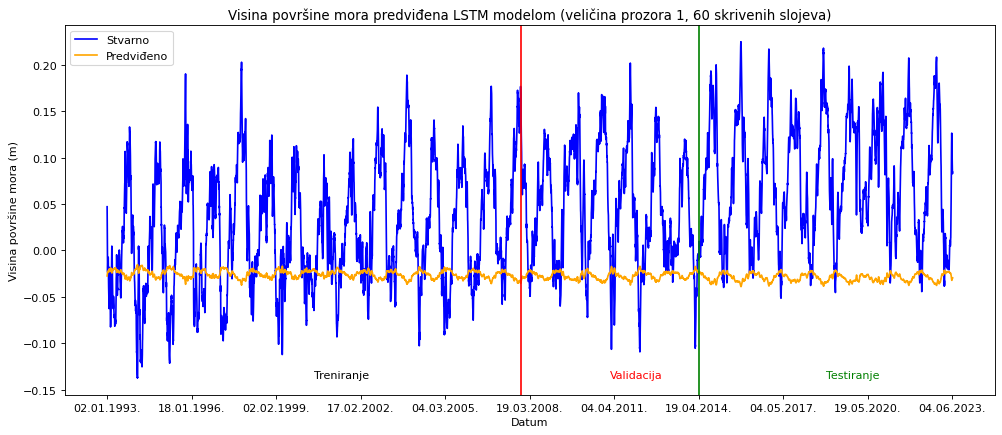 Visina površine mora predviđena LSTM modelom (veličina prozora 1, 60 skrivenih slojeva)
Stvarno
Predviđeno
0.20
0.15
0.10
0.05
0.00
−0.05
−0.10
−0.15
Visina površine mora (m)
Treniranje
Validacija
Testiranje
02.01.1993. 18.01.1996. 02.02.1999. 17.02.2002. 04.03.2005. 19.03.2008. 04.04.2011. 19.04.2014. 04.05.2017. 19.05.2020. 04.06.2023.
Datum